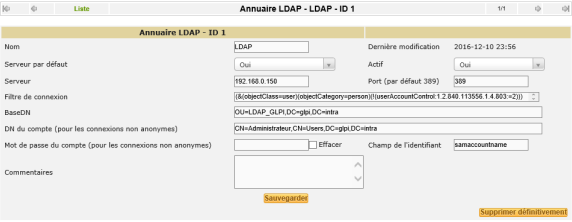 Liste Annuaire LDAP - LDAP - ID 1 1/1
Annuaire LDAP - ID 1
Nom LDAP Dernière modification 2016-12-10 23:56
Serveur par défaut Oui Actif Oui
Serveur 192.168.0.150 Port (par défaut 389) 389
Filtre de connexion (&(objectClass=user)(objectCategory=person)(!(userAccountControl:1.2.840.113556.1.4.803:=2)))
BaseDN OU=LDAP_GLPI,DC=glpi,DC=intra
DN du compte (pour les connexions non anonymes) CN=Administrateur,CN=Users,DC=glpi,DC=intra
Mot de passe du compte (pour les connexions non anonymes) Effacer Champ de l'identifiant samaccountname
Commentaires
Sauvegarder
Supprimer définitivement